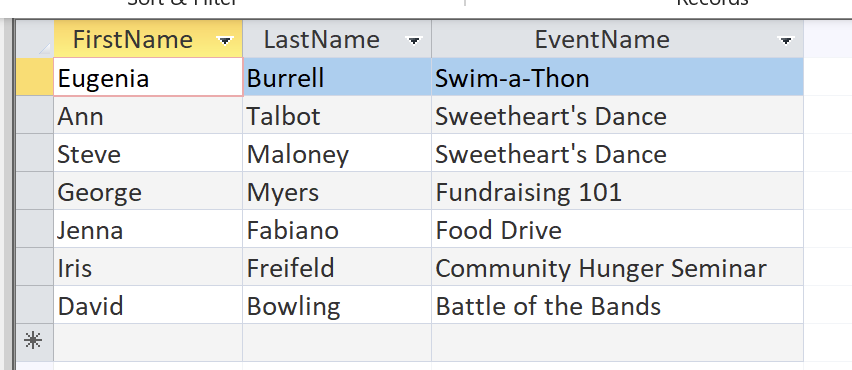 Sort & Filter Records
FirstName LastName EventName
Eugenia Burrell Swim-a-Thon
Ann Talbot Sweetheart's Dance
Steve Maloney Sweetheart's Dance
George Myers Fundraising 101
Jenna Fabiano Food Drive
Iris Freifeld Community Hunger Seminar
David Bowling Battle of the Bands